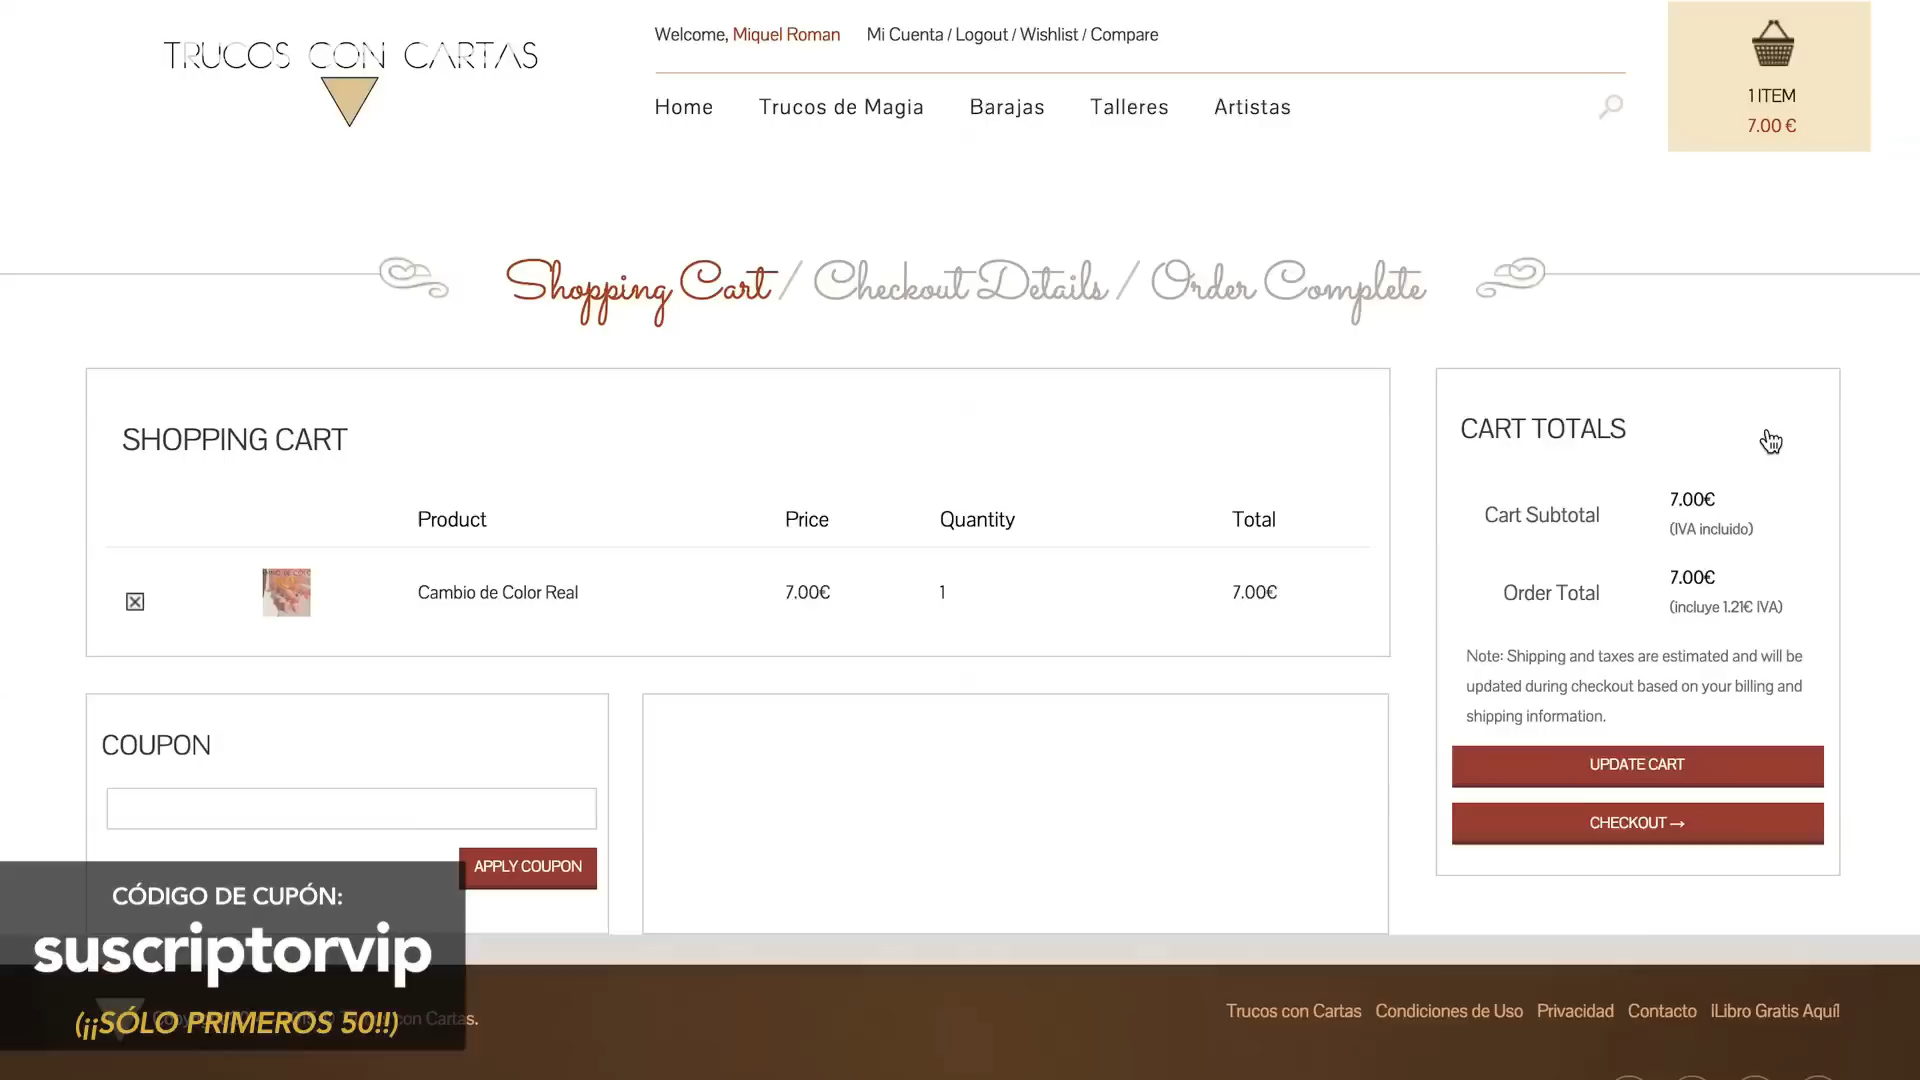 TRUCOS CON CARTAS
Welcome, Miquel Roman
Mi Cuenta / Logout / Wishlist / Compare
Home Trucos de Magia Barajas Talleres Artistas
1 ITEM
7.00 €
Shopping Cart / Checkout Details / Order Complete
SHOPPING CART
Product Price Quantity Total
Cambio de Color Real 7.00€ 1 7.00€
CART TOTALS
Cart Subtotal
7.00€
(IVA incluido)
Order Total
7.00€
(incluye 1.21€ IVA)
Note: Shipping and taxes are estimated and will be
updated during checkout based on your billing and
shipping information.
UPDATE CART
CHECKOUT →
COUPON
APPLY COUPON
CÓDIGO DE CUPÓN:
suscriptorvip
(¡¡SÓLO PRIMEROS 50!!)
con Cartas.
Trucos con Cartas Condiciones de Uso Privacidad Contacto lLibro Gratis Aquí!